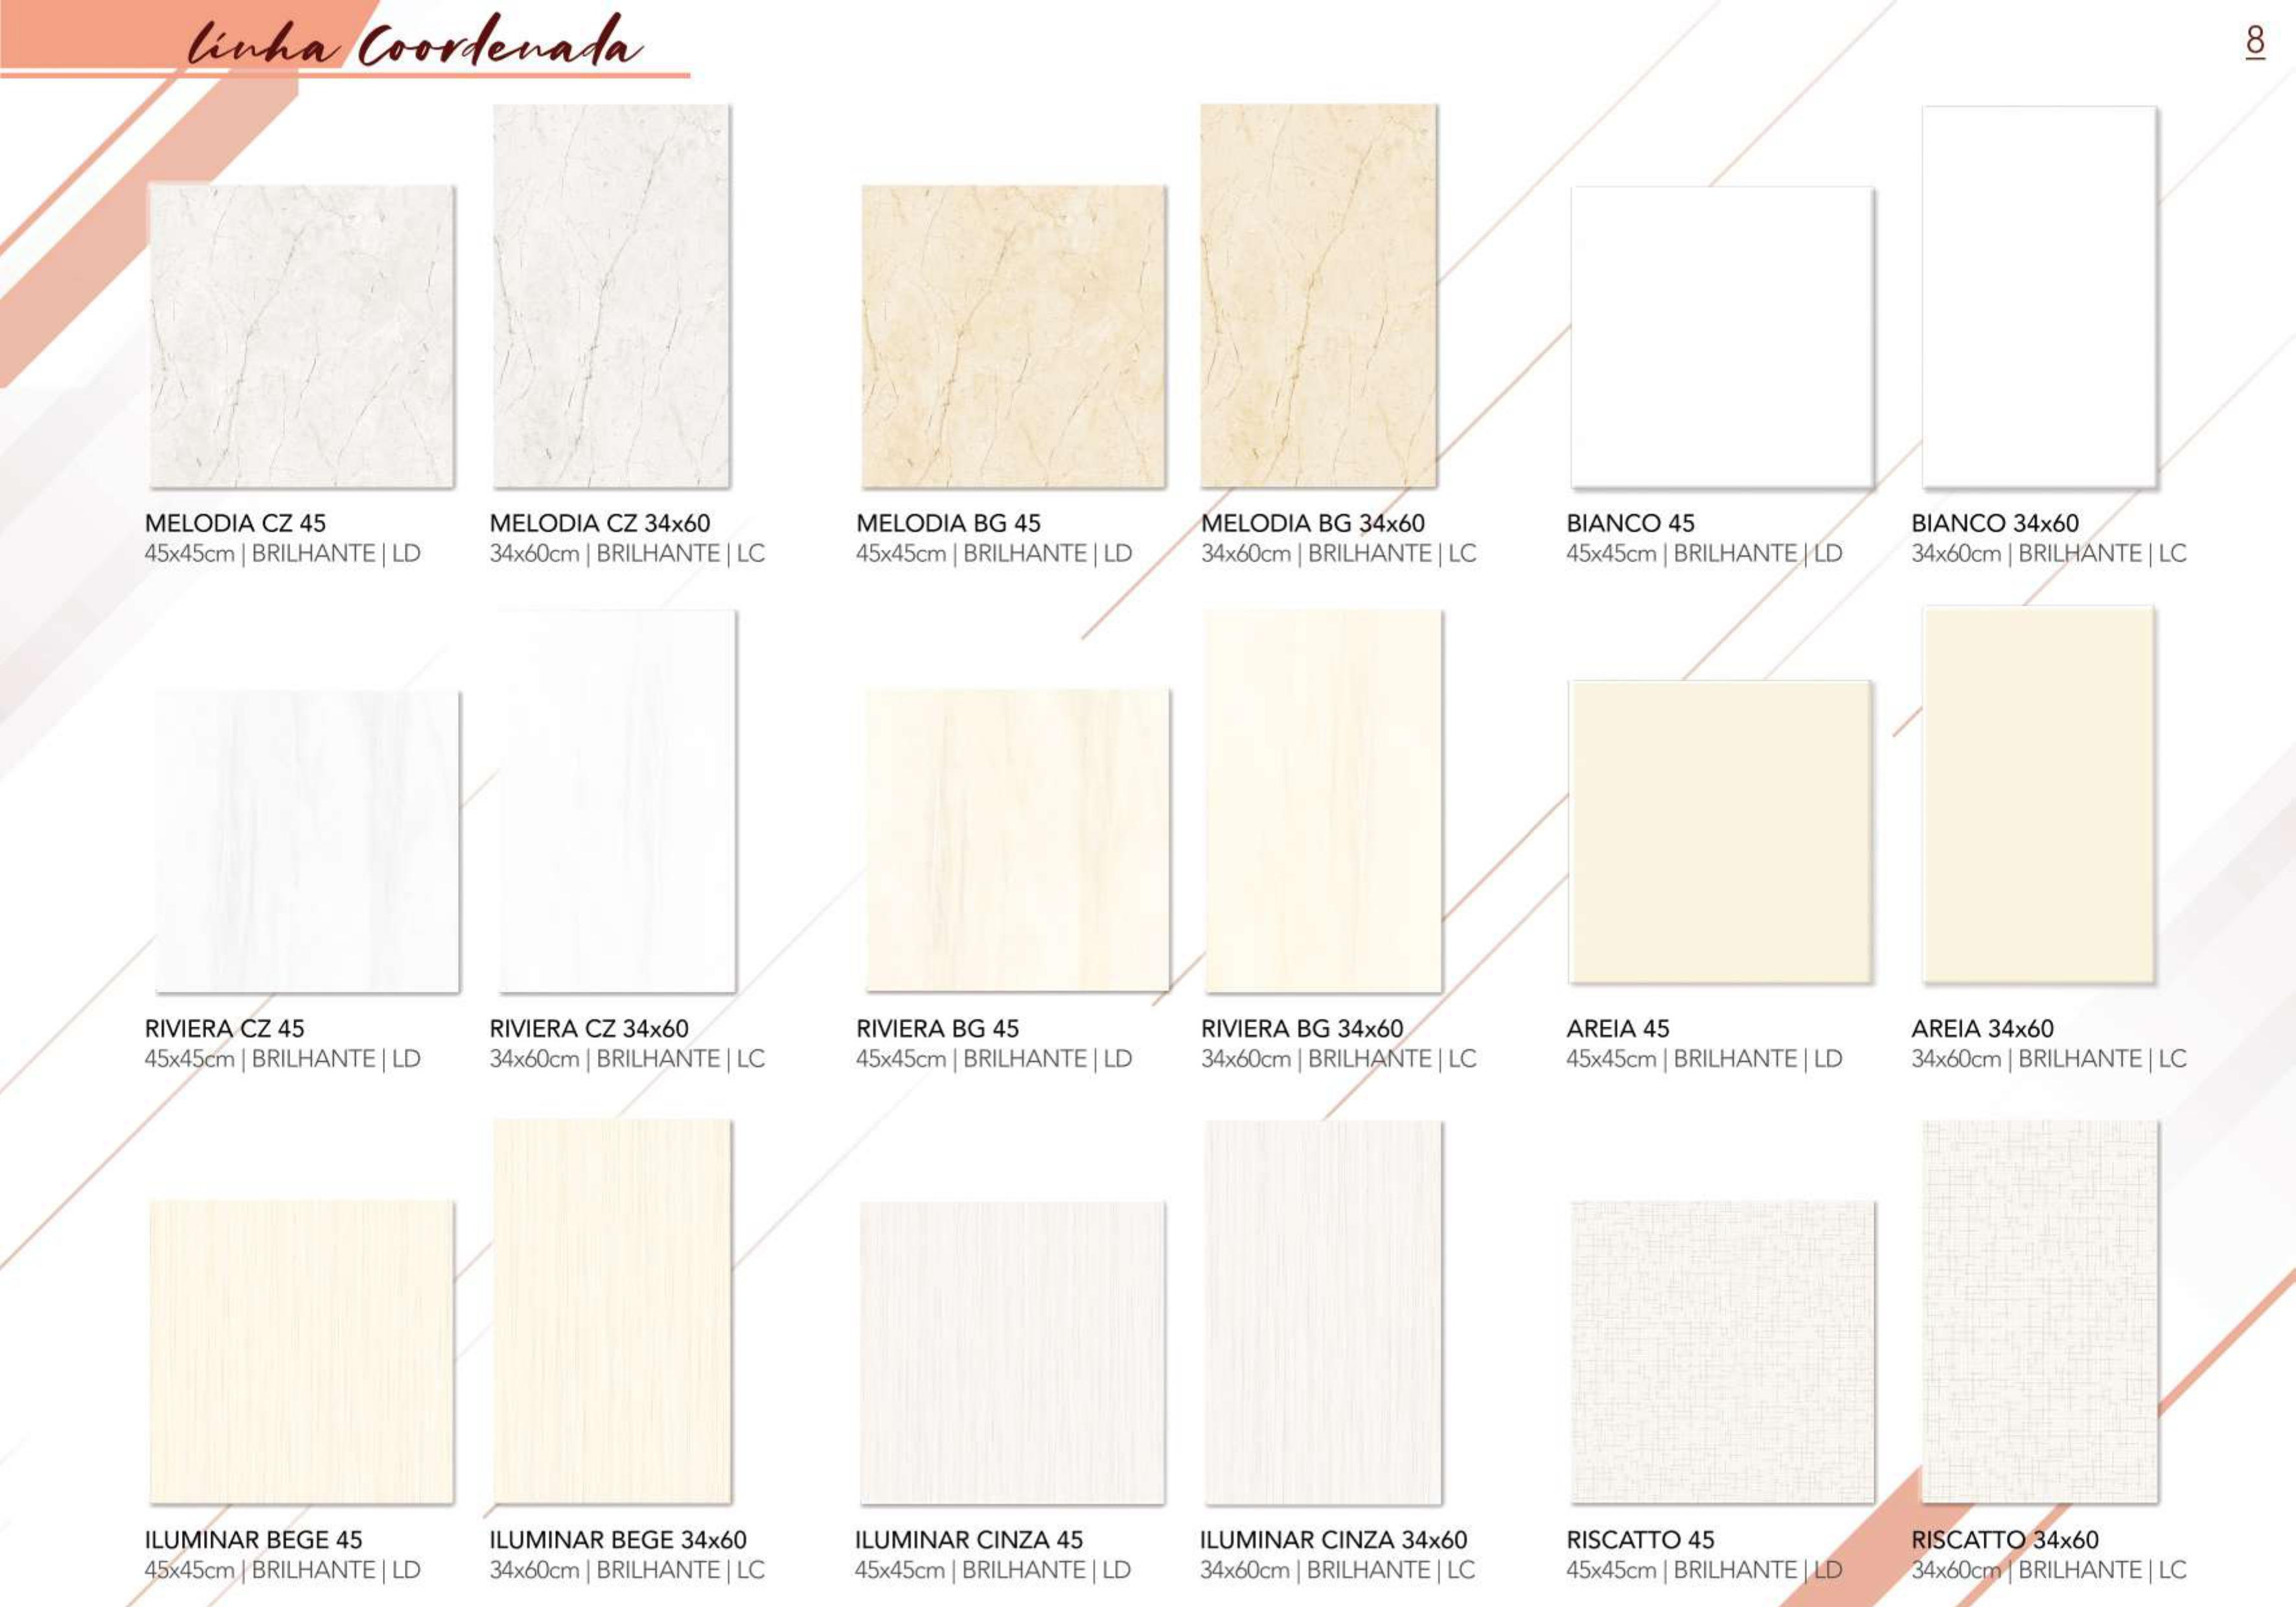 linha Coordenada
8
MELODIA CZ 45
45x45cm | BRILHANTE | LD
MELODIA CZ 34x60
34x60cm | BRILHANTE | LC
MELODIA BG 45
45x45cm | BRILHANTE | LD
MELODIA BG 34x60
34x60cm | BRILHANTE | LC
BIANCO 45
45x45cm | BRILHANTE | LD
BIANCO 34x60
34x60cm | BRILHANTE | LC
RIVIERA CZ 45
45x45cm | BRILHANTE | LD
RIVIERA CZ 34x60
34x60cm | BRILHANTE | LC
RIVIERA BG 45
45x45cm | BRILHANTE | LD
RIVIERA BG 34x60
34x60cm | BRILHANTE | LC
AREIA 45
45x45cm | BRILHANTE | LD
AREIA 34x60
34x60cm | BRILHANTE | LC
ILUMINAR BEGE 45
45x45cm | BRILHANTE | LD
ILUMINAR BEGE 34x60
34x60cm | BRILHANTE | LC
ILUMINAR CINZA 45
45x45cm | BRILHANTE | LD
ILUMINAR CINZA 34x60
34x60cm | BRILHANTE | LC
RISCATTO 45
45x45cm | BRILHANTE | LD
RISCATTO 34x60
34x60cm | BRILHANTE | LC